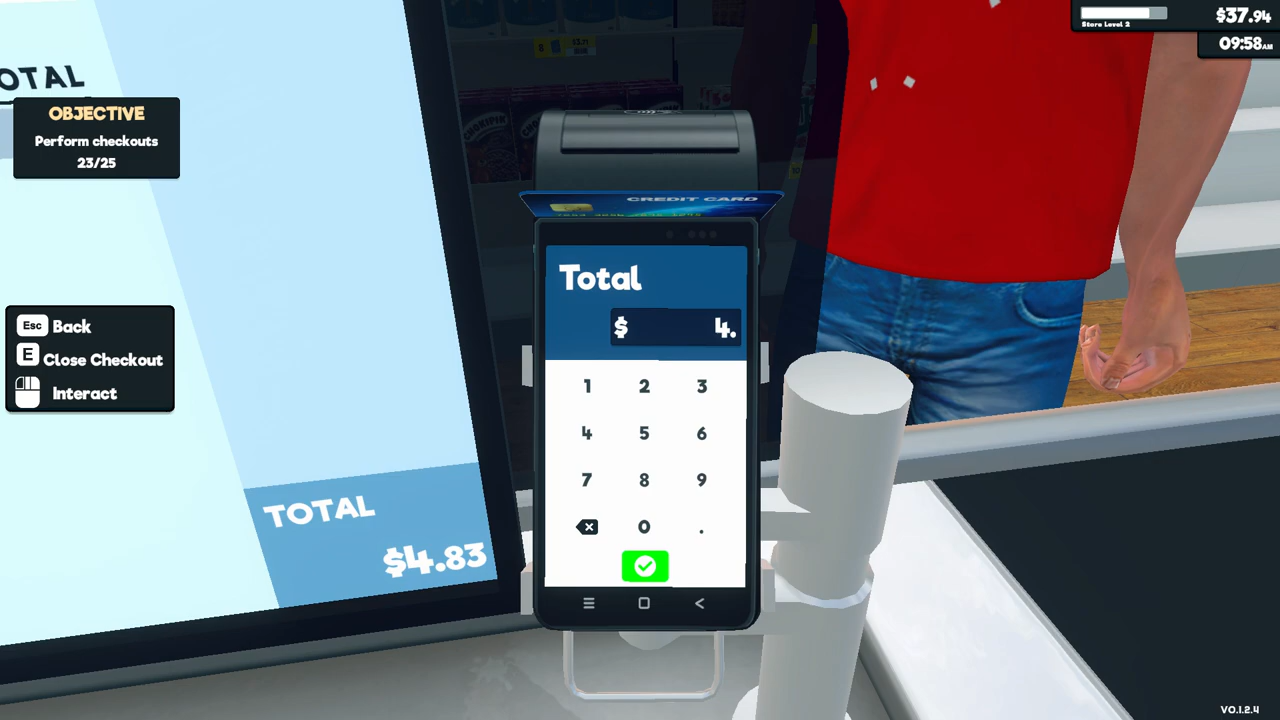 $37.94
Store Level 2
09:58AM
OTAL
OBJECTIVE
Perform checkouts
23/25
CREDIT CARD
Total
$ 4.
Esc Back
E Close Checkout
Interact
1 2 3
4 5 6
7 8 9
0 .
TOTAL
$4.83
V0.1.2.4